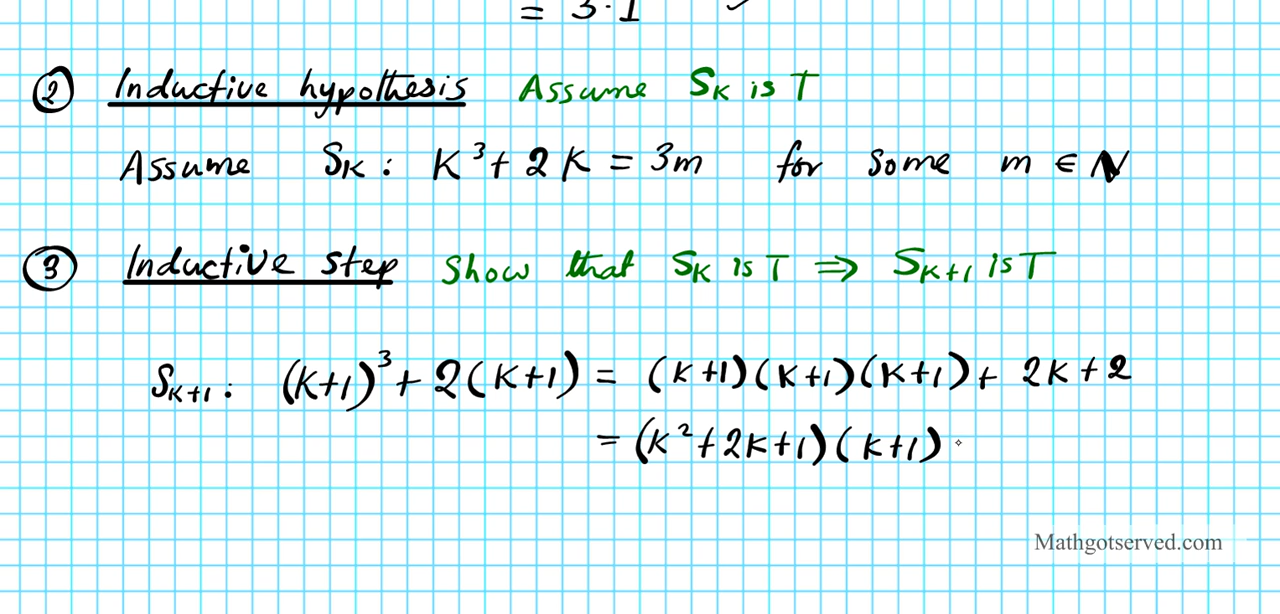 = 3·1
② Inductive hypothesis Assume Sₖ is T
Assume Sₖ : K³ + 2K = 3m for some m ∈ N
③ Inductive step Show that Sₖ is T ⇒ Sₖ₊₁ is T
Sₖ₊₁ : (K+1)³ + 2(K+1) = (K+1)(K+1)(K+1) + 2K + 2
= (K² + 2K + 1)(K+1)
Mathgotserved.com